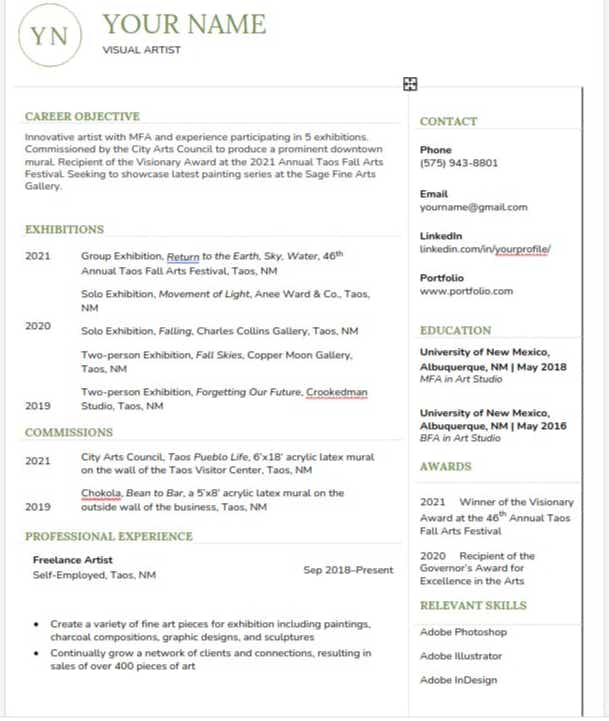 YN
YOUR NAME
VISUAL ARTIST
CAREER OBJECTIVE
Innovative artist with MFA and experience participating in 5 exhibitions.
Commissioned by the City Arts Council to produce a prominent downtown
mural. Recipient of the Visionary Award at the 2021 Annual Taos Fall Arts
Festival. Seeking to showcase latest painting series at the Sage Fine Arts
Gallery.
EXHIBITIONS
2021 Group Exhibition, Return to the Earth, Sky, Water, 46th
Annual Taos Fall Arts Festival, Taos, NM
Solo Exhibition, Movement of Light, Anee Ward & Co., Taos,
NM
2020 Solo Exhibition, Falling, Charles Collins Gallery, Taos, NM
Two-person Exhibition, Fall Skies, Copper Moon Gallery,
Taos, NM
Two-person Exhibition, Forgetting Our Future, Crookedman
2019 Studio, Taos, NM
COMMISSIONS
2021 City Arts Council, Taos Pueblo Life, 6'x18' acrylic latex mural
on the wall of the Taos Visitor Center, Taos, NM
Chokola, Bean to Bar, a 5'x8' acrylic latex mural on the
2019 outside wall of the business, Taos, NM
PROFESSIONAL EXPERIENCE
Freelance Artist
Self-Employed, Taos, NM Sep 2018–Present
• Create a variety of fine art pieces for exhibition including paintings,
charcoal compositions, graphic designs, and sculptures
• Continually grow a network of clients and connections, resulting in
sales of over 400 pieces of art
CONTACT
Phone
(575) 943-8801
Email
yourname@gmail.com
LinkedIn
linkedin.com/in/yourprofile/
Portfolio
www.portfolio.com
EDUCATION
University of New Mexico,
Albuquerque, NM | May 2018
MFA in Art Studio
University of New Mexico,
Albuquerque, NM | May 2016
BFA in Art Studio
AWARDS
2021 Winner of the Visionary
Award at the 46th Annual Taos
Fall Arts Festival
2020 Recipient of the
Governor's Award for
Excellence in the Arts
RELEVANT SKILLS
Adobe Photoshop
Adobe Illustrator
Adobe InDesign